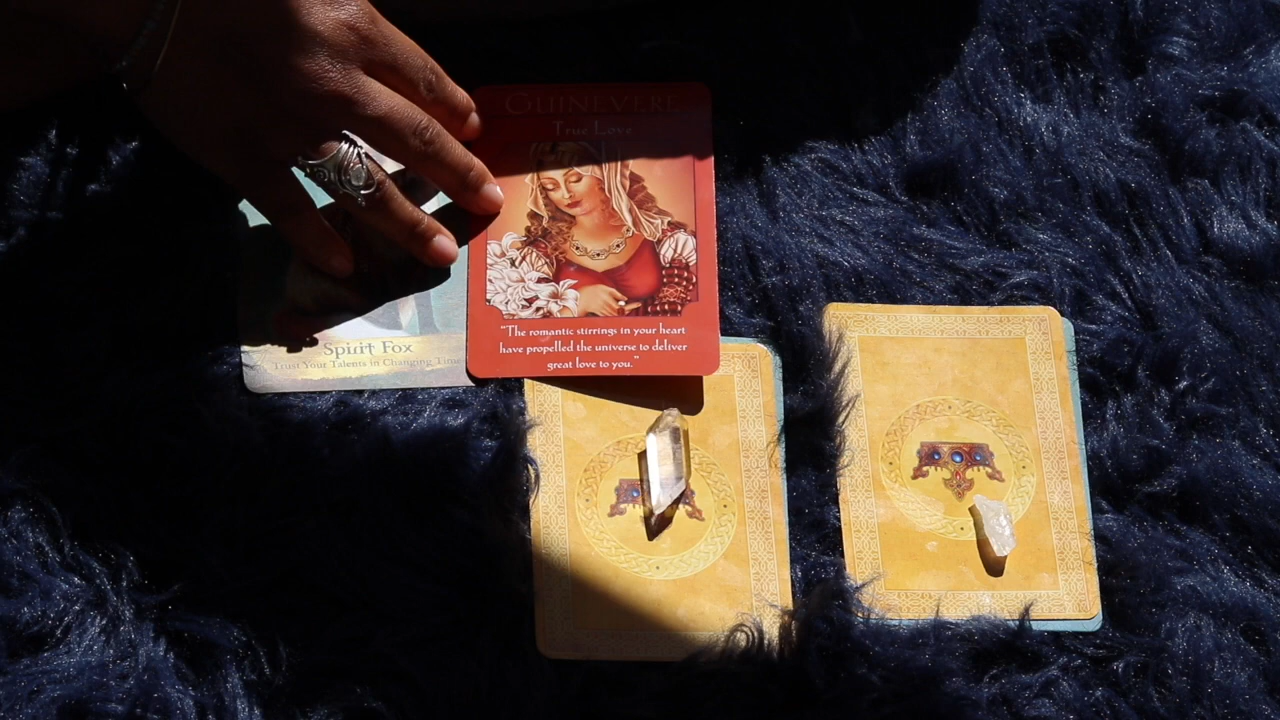 GUINEVERE
True Love
"The romantic stirrings in your heart
have propelled the universe to deliver
great love to you."
Spirit Fox
Trust Your Talents in Changing Time